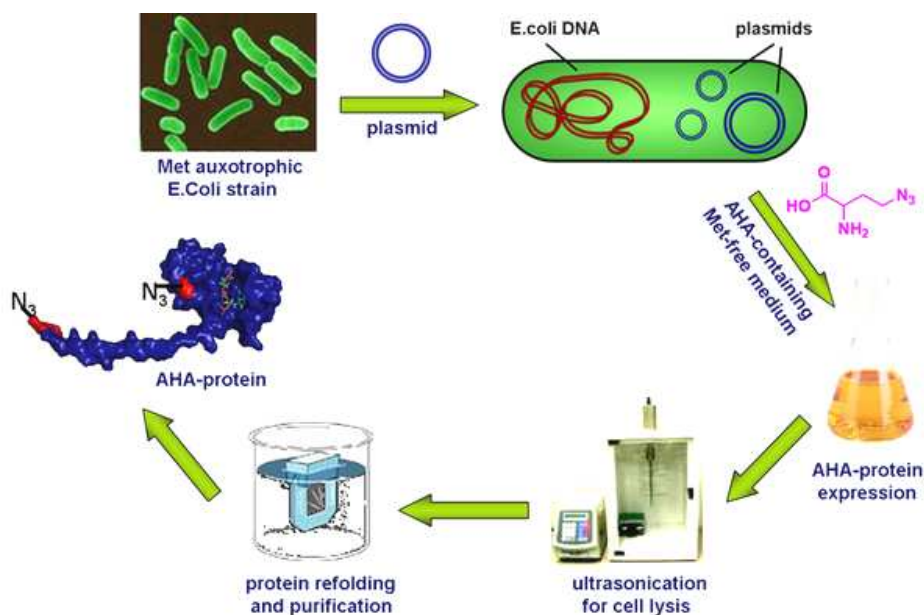 E.coli DNA
plasmids
plasmid
Met auxotrophic
E.Coli strain
O
HO
NH2
N3
AHA-containing
Met-free medium
N3
N3
AHA-protein
AHA-protein
expression
protein refolding
and purification
ultrasonication
for cell lysis